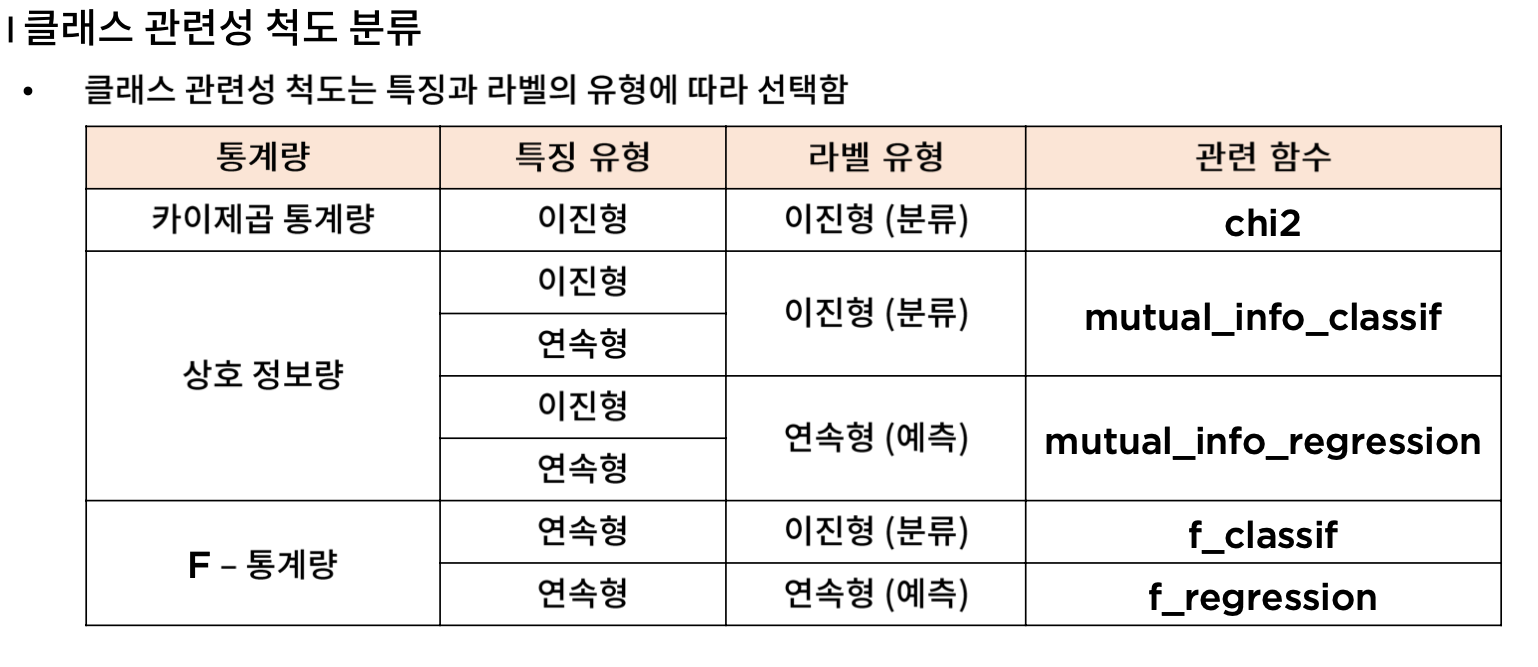 | 클래스 관련성 척도 분류
• 클래스 관련성 척도는 특징과 라벨의 유형에 따라 선택함
통계량 특징 유형 라벨 유형 관련 함수
카이제곱 통계량 이진형 이진형 (분류) chi2
상호 정보량
이진형
연속형
이진형 (분류)
mutual_info_classif
이진형
연속형
연속형 (예측)
mutual_info_regression
F – 통계량
연속형 이진형 (분류) f_classif
연속형 연속형 (예측) f_regression